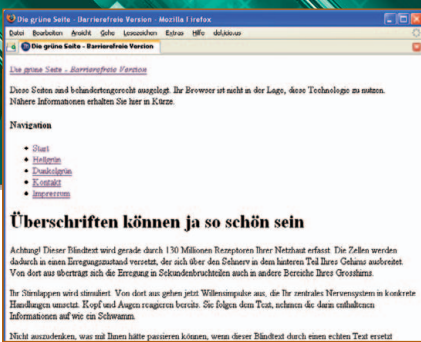 Die grüne Seite - Barrierefreie Version - Mozilla Firefox
Datei Bearbeiten Ansicht Gehe Lesezeichen Extras Hilfe del.icio.us
Die grüne Seite - Barrierefreie Version
Die grüne Seite - Barrierefreie Version
Diese Seiten sind behindertengerecht ausgelegt. Ihr Browser ist nicht in der Lage, diese Technologie zu nutzen.
Nähere Informationen erhalten Sie hier in Kürze.
Navigation
Start
Hellgrün
Dunkelgrün
Kontakt
Impressum
Überschriften können ja so schön sein
Achtung! Dieser Blindtext wird gerade durch 130 Millionen Rezeptoren Ihrer Netzhaut erfasst. Die Zellen werden
dadurch in einen Erregungszustand versetzt, der sich über den Sehnerv in dem hinteren Teil Ihres Gehirns ausbreitet.
Von dort aus überträgt sich die Erregung in Sekundenbruchteilen auch in andere Bereiche Ihres Grosshirns.
Ihr Stirnlappen wird stimuliert. Von dort aus gehen jetzt Willensimpulse aus, die Ihr zentrales Nervensystem in konkrete
Handlungen umsetzt. Kopf und Augen reagieren bereits. Sie folgen dem Text, nehmen die darin enthaltenen
Informationen auf wie ein Schwamm.
Nicht auszudenken, was mit Ihnen hätte passieren können, wenn dieser Blindtext durch einen echten Text ersetzt